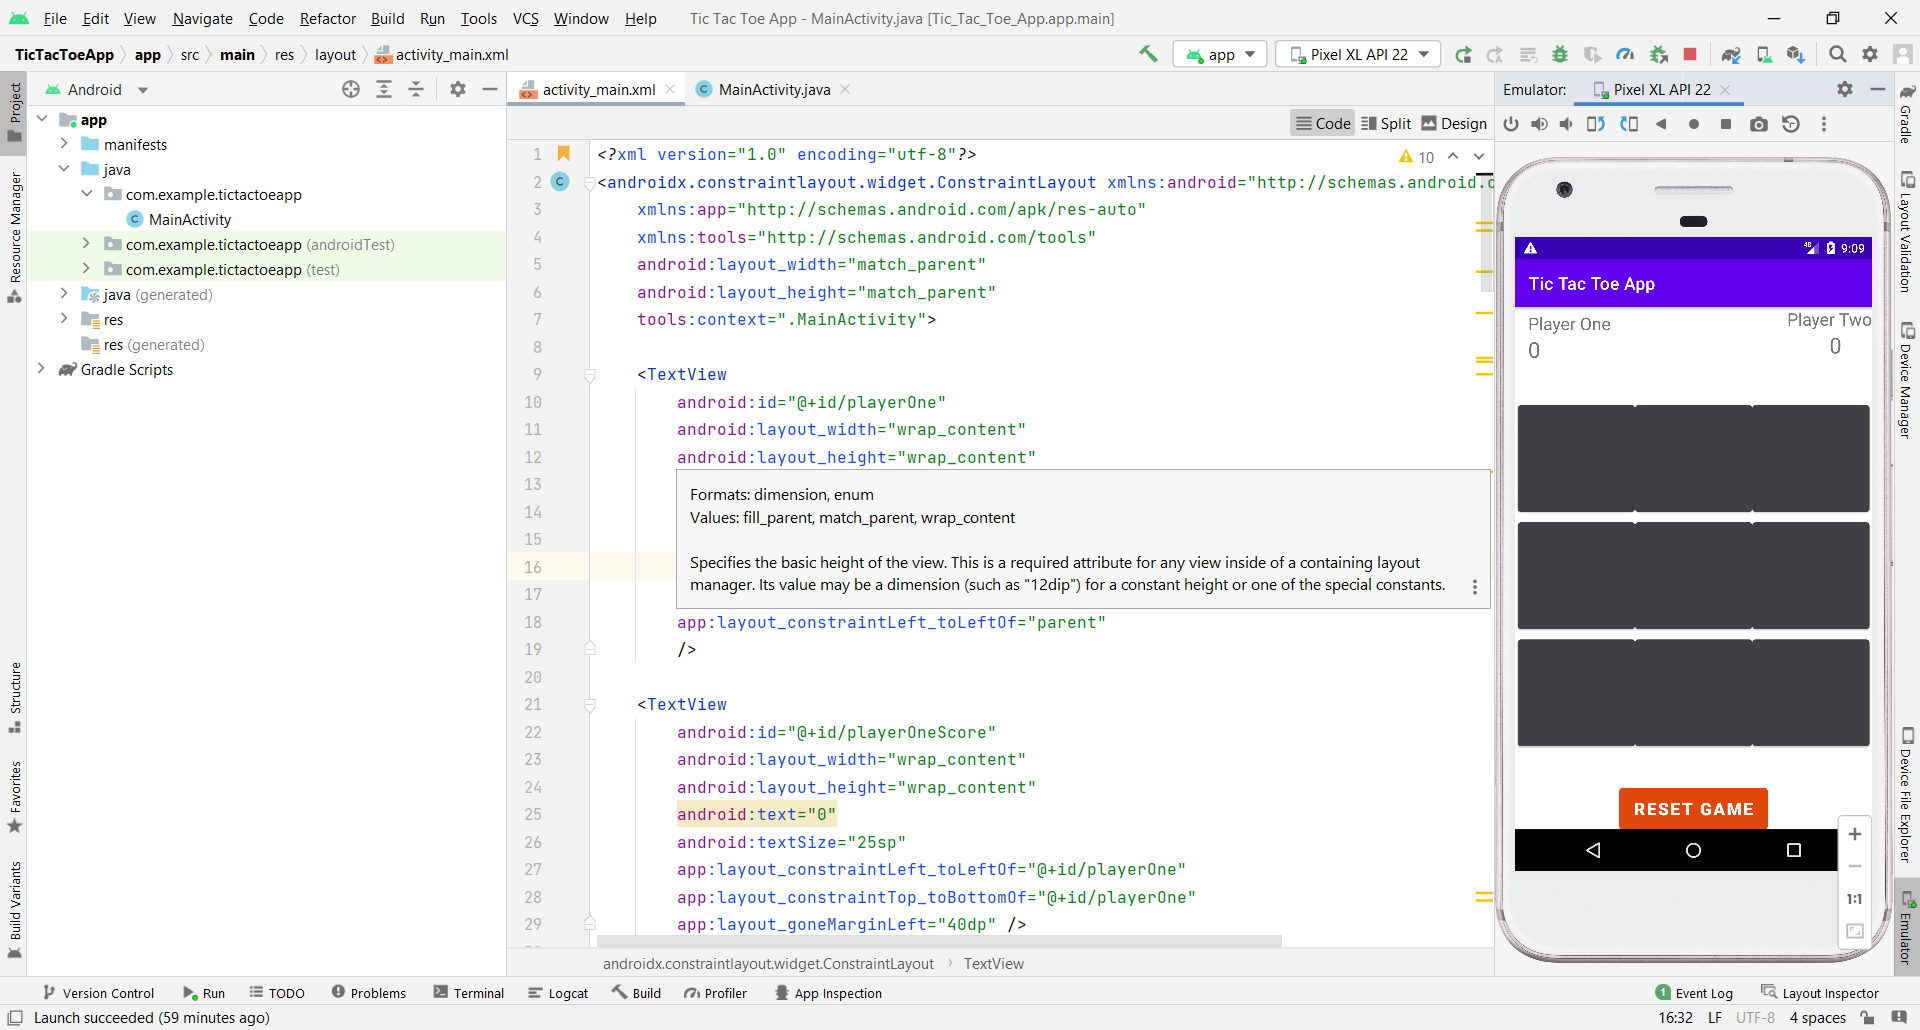 File Edit View Navigate Code Refactor Build Run Tools VCS Window Help Tic Tac Toe App - MainActivity.java [Tic_Tac_Toe_App.app.main]
TicTacToeApp app src main res layout activity_main.xml app Pixel XL API 22
Android
app
manifests
java
com.example.tictactoeapp
MainActivity
com.example.tictactoeapp (androidTest)
com.example.tictactoeapp (test)
java (generated)
res
res (generated)
Gradle Scripts
Project
Resource Manager
Structure
Favorites
Build Variants
activity_main.xml MainActivity.java
Code Split Design
10
1 <?xml version="1.0" encoding="utf-8"?>
2 <androidx.constraintlayout.widget.ConstraintLayout xmlns:android="http://schemas.android.c
3 xmlns:app="http://schemas.android.com/apk/res-auto"
4 xmlns:tools="http://schemas.android.com/tools"
5 android:layout_width="match_parent"
6 android:layout_height="match_parent"
7 tools:context=".MainActivity">
8
9 <TextView
10 android:id="@+id/playerOne"
11 android:layout_width="wrap_content"
12 android:layout_height="wrap_content"
13
14
15
16
17
Formats: dimension, enum
Values: fill_parent, match_parent, wrap_content
Specifies the basic height of the view. This is a required attribute for any view inside of a containing layout
manager. Its value may be a dimension (such as "12dip") for a constant height or one of the special constants.
18 app:layout_constraintLeft_toLeftOf="parent"
19 />
20
21 <TextView
22 android:id="@+id/playerOneScore"
23 android:layout_width="wrap_content"
24 android:layout_height="wrap_content"
25 android:text="0"
26 android:textSize="25sp"
27 app:layout_constraintLeft_toLeftOf="@+id/playerOne"
28 app:layout_constraintTop_toBottomOf="@+id/playerOne"
29 app:layout_goneMarginLeft="40dp" />
androidx.constraintlayout.widget.ConstraintLayout TextView
Emulator: Pixel XL API 22
4G 9:09
Tic Tac Toe App
Player One Player Two
0 0
RESET GAME
1:1
Gradle
Layout Validation
Device Manager
Device File Explorer
Emulator
Version Control Run TODO Problems Terminal Logcat Build Profiler App Inspection 1 Event Log Layout Inspector
Launch succeeded (59 minutes ago) 16:32 LF UTF-8 4 spaces